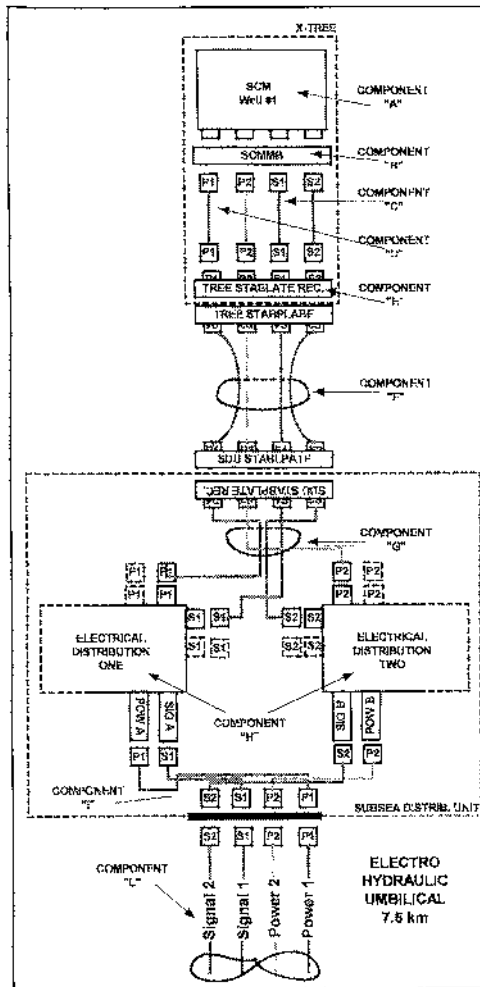 X-TREE
SCM
Well #1
COMPONENT
"A"
SCMMB
COMPONENT
"B"
P1 P2 S1 S2
COMPONENT
"C"
COMPONENT
"D"
P1 P2 S1 S2
TREE STABLATE REC.
COMPONENT
"E"
TREE STABPLATE
COMPONENT
"F"
SDU STABLPATE
SDU STABPLATE REC.
COMPONENT
"G"
P1 P1 P2 P2
P1 P1 P2 P2
ELECTRICAL
DISTRIBUTION
ONE
S1 S1 S2 S2
S1 S1 S2 S2
ELECTRICAL
DISTRIBUTION
TWO
COMPONENT
"H"
POW A SIG A SIG B POW B
P1 S1 S2 P2
COMPONENT
S2 S1 P2 P1
SUBSEA DISTRIB. UNIT
S2 S1 P2 P1
COMPONENT
Signal 2 Signal 1 Power 2 Power 1
ELECTRO
HYDRAULIC
UMBILICAL
7.5 km